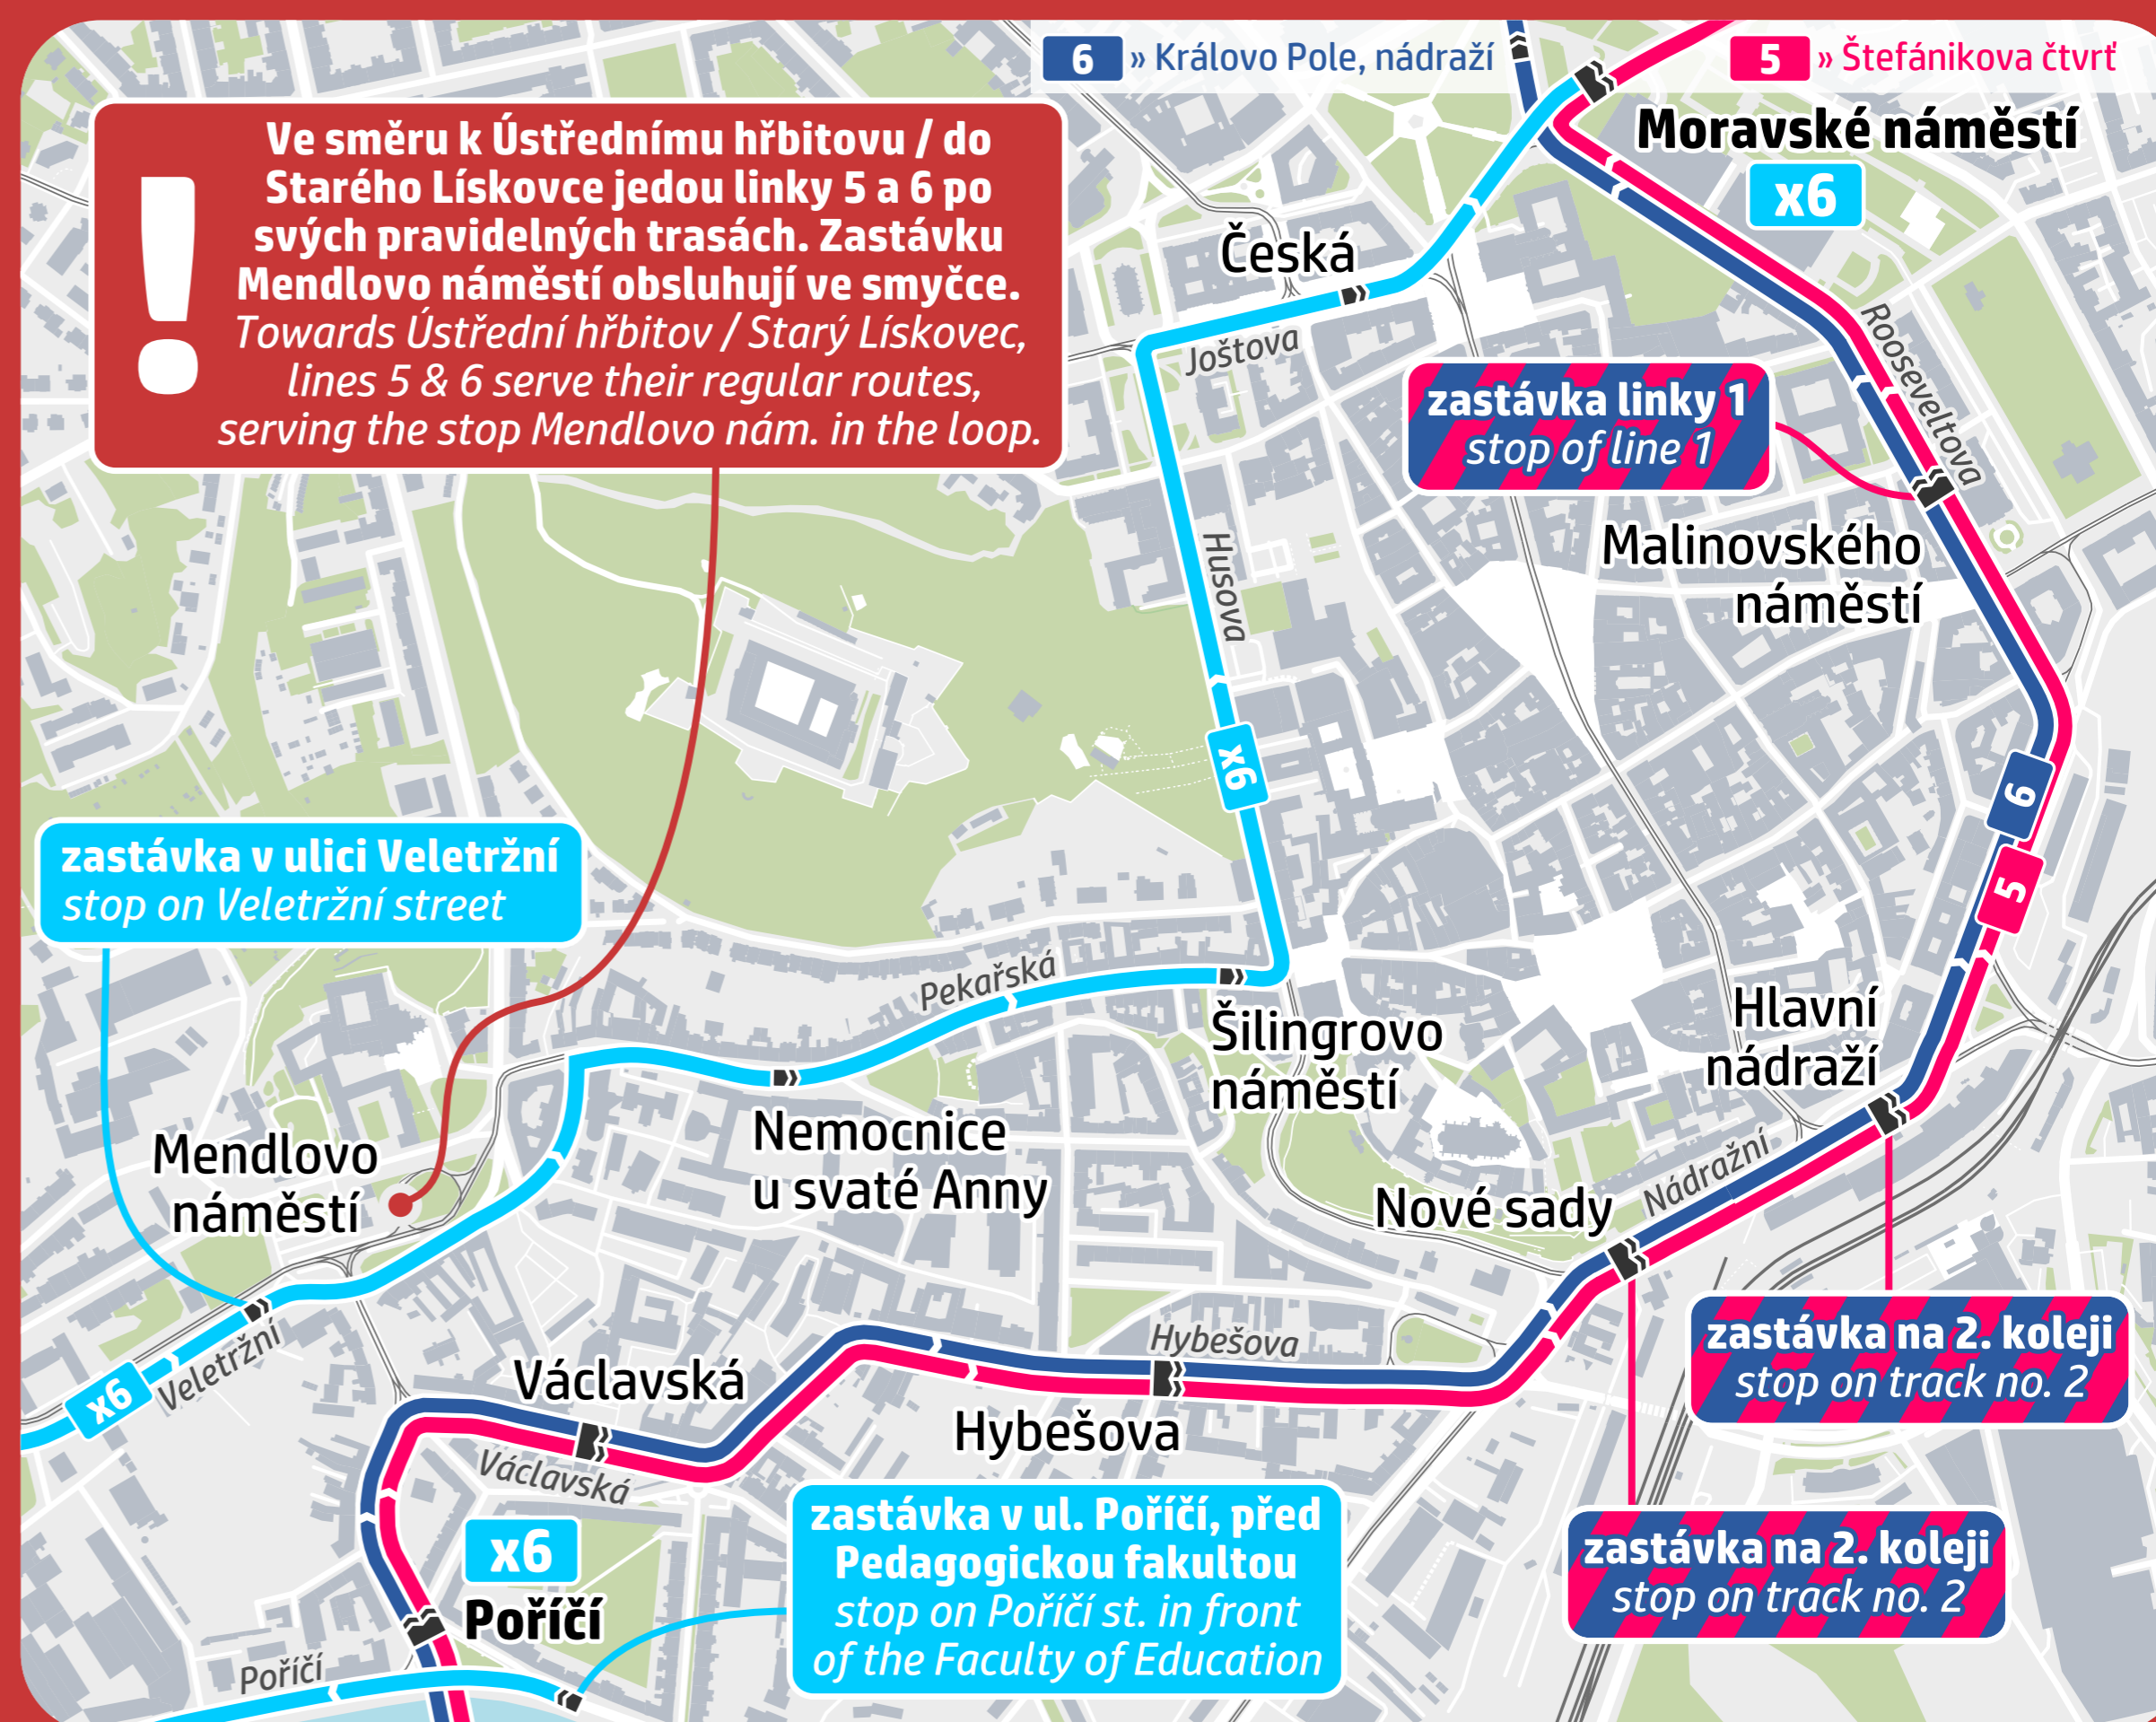 6 » Královo Pole, nádraží
5 » Štefánikova čtvrť
Moravské náměstí
x6
!
Ve směru k Ústřednímu hřbitovu / do
Starého Lískovce jedou linky 5 a 6 po
svých pravidelných trasách. Zastávku
Mendlovo náměstí obsluhují ve smyčce.
Towards Ústřední hřbitov / Starý Lískovec,
lines 5 & 6 serve their regular routes,
serving the stop Mendlovo nám. in the loop.
Česká
Joštova
Rooseveltova
zastávka linky 1
stop of line 1
Malinovského
náměstí
Husova
x6
6
5
zastávka v ulici Veletržní
stop on Veletržní street
Pekařská
Šilingrovo
náměstí
Hlavní
nádraží
Nemocnice
u svaté Anny
Mendlovo
náměstí
Nové sady
Nádražní
Veletržní
x6
Václavská
Václavská
Hybešova
Hybešova
zastávka na 2. koleji
stop on track no. 2
zastávka na 2. koleji
stop on track no. 2
x6
Poříčí
Poříčí
zastávka v ul. Poříčí, před
Pedagogickou fakultou
stop on Poříčí st. in front
of the Faculty of Education